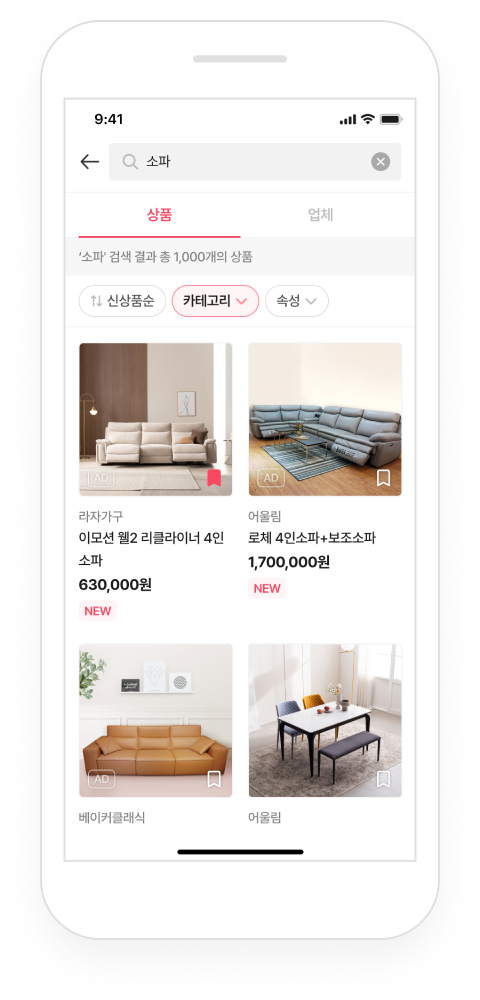 9:41
소파
상품 업체
‘소파’ 검색 결과 총 1,000개의 상품
신상품순 카테고리 속성
AD AD
라자가구 어울림
이모션 웰2 리클라이너 4인 로체 4인소파+보조소파
소파 1,700,000원
630,000원 NEW
NEW
AD
베이커클래식 어울림